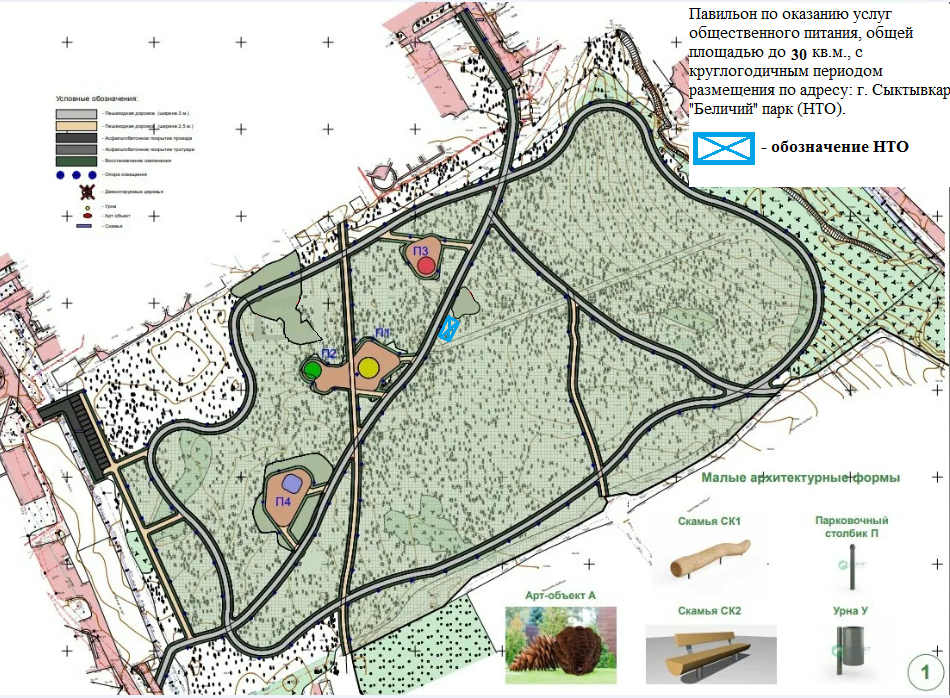 Павильон по оказанию услуг
общественного питания, общей
площадью до 30 кв.м., с
круглогодичным периодом
размещения по адресу: г. Сыктывкар
"Беличий" парк (НТО).
- обозначение НТО
Условные обозначения:
- Пешеходная дорожка (ширина 3 м.)
- Пешеходная дорожка (ширина 2,5 м.)
- Асфальтобетонное покрытие проезда
- Асфальтобетонное покрытие тротуара
- Восстановление озеленения
- Опора освещения
- Демонтируемые деревья
- Урна
- Арт объект
- Скамья
П3
П1
П2
П4
Малые архитектурные формы
Скамья СК1
Парковочный
столбик П
Арт-объект А
Скамья СК2
Урна У
1